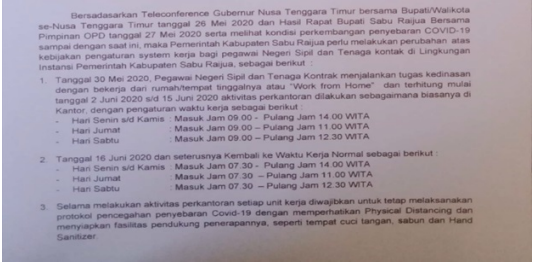 Bersadasarkan Teleconference Gubernur Nusa Tenggara Timur bersama Bupati/Walikota
se-Nusa Tenggara Timur tanggal 26 Mei 2020 dan Hasil Rapat Bupati Sabu Raijua Bersama
Pimpinan OPD tanggal 27 Mei 2020 serta melihat kondisi perkembangan penyebaran COVID-19
sampai dengan saat ini, maka Pemerintah Kabupaten Sabu Raijua perlu melakukan perubahan atas
kebijakan pengaturan system kerja bagi pegawai Negeri Sipil dan Tenaga kontak di Lingkungan
Instansi Pemerintah Kabupaten Sabu Raijua, sebagai berikut :
1. Tanggal 30 Mei 2020, Pegawai Negeri Sipil dan Tenaga Kontrak menjalankan tugas kedinasan
dengan bekerja dari rumah/tempat tinggalnya atau "Work from Home" dan terhitung mulai
tanggal 2 Juni 2020 s/d 15 Juni 2020 aktivitas perkantoran dilakukan sebagaimana biasanya di
Kantor, dengan pengaturan waktu kerja sebagai berikut :
- Hari Senin s/d Kamis : Masuk Jam 09.00 - Pulang Jam 14.00 WITA
- Hari Jumat : Masuk Jam 09.00 – Pulang Jam 11.00 WITA
- Hari Sabtu : Masuk Jam 09.00 – Pulang Jam 12.30 WITA
2. Tanggal 16 Juni 2020 dan seterusnya Kembali ke Waktu Kerja Normal sebagai berikut :
- Hari Senin s/d Kamis : Masuk Jam 07.30 - Pulang Jam 14.00 WITA
- Hari Jumat : Masuk Jam 07.30 – Pulang Jam 11.00 WITA
- Hari Sabtu : Masuk Jam 07.30 – Pulang Jam 12.30 WITA
3. Selama melakukan aktivitas perkantoran setiap unit kerja diwajibkan untuk tetap melaksanakan
protokol pencegahan penyebaran Covid-19 dengan memperhatikan Physical Distancing dan
menyiapkan fasilitas pendukung penerapannya, seperti tempat cuci tangan, sabun dan Hand
Sanitizer.